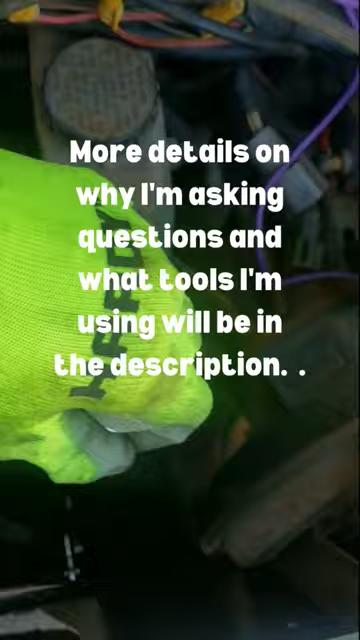 More details on
why I'm asking
questions and
what tools I'm
using will be in
the description. .